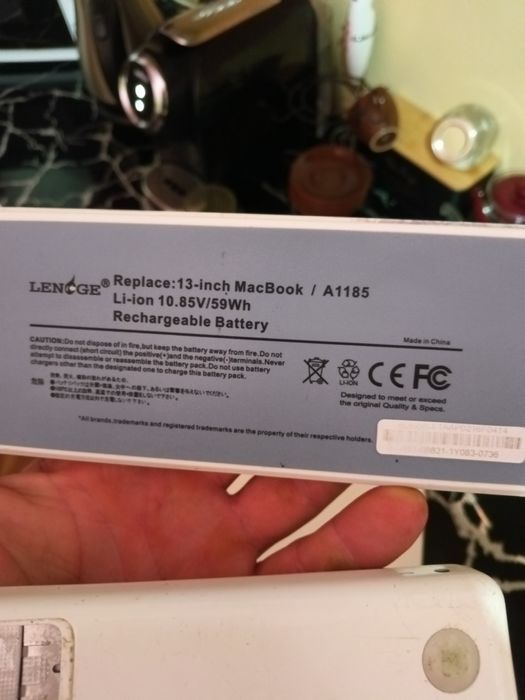 LENOGE® Replace:13-inch MacBook / A1185
Li-ion 10.85V/59Wh
Rechargeable Battery
Made in China
CAUTION:Do not dispose of in fire,but keep the battery away from fire.Do not
directly connect (short circuit) the positive(+)and the negative(-)terminals.Never
attempt to disassemble or reassemble the battery pack.Do not use battery
chargers other than the designated one to charge this battery pack.
LI-ION
CE FC
Designed to meet or exceed
the original Quality & Specs.
*All brands,trademarks and registered trademarks are the property of their respective holders.